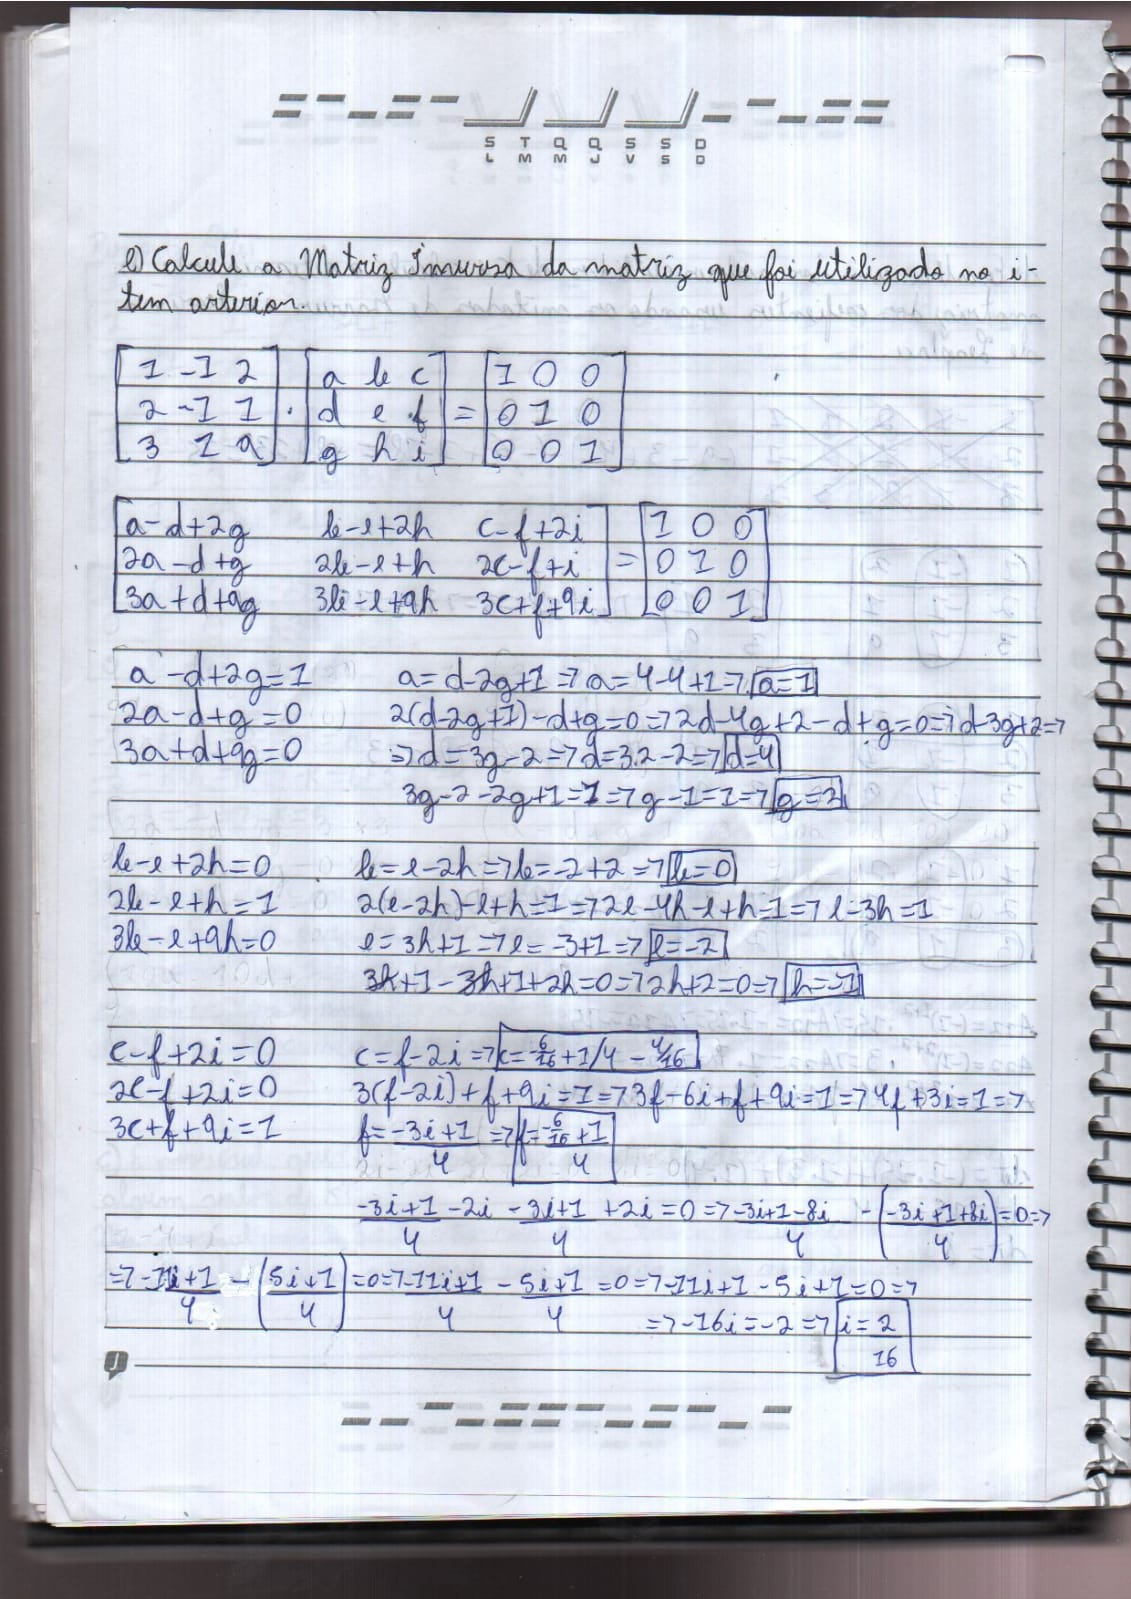 S T Q Q S S D
L M M J V S D
e) Calcule a Matriz Inversa da matriz que foi utilizado no i-
tem arterior.
[1 -1 2] . [a b c] = [1 0 0]
[2 -1 1] [d e f] [0 1 0]
[3 1 9] [g h i] [0 0 1]
[a-d+2g b-e+2h c-f+2i] = [1 0 0]
[2a-d+g 2b-e+h 2c-f+i] [0 1 0]
[3a+d+9g 3b-e+9h 3c+f+9i] [0 0 1]
a-d+2g=1 a=d-2g+1 => a=4-4+1=> a=1
2a-d+g=0 2(d-2g+1)-d+g=0=>2d-4g+2-d+g=0=>d-3g+2=>
3a+d+9g=0 => d=3g-2=>d=3.2-2=> d=4
3g-2-2g+1=1=>g-1=1=> g=2
b-e+2h=0 b=e-2h=>b=-2+2=> b=0
2b-e+h=1 2(e-2h)-e+h=1=>2e-4h-e+h=1=>e-3h=1
3b-e+9h=0 e=3h+1=>e=-3+1=> e=-2
3h+1-3h+1+2h=0=>2h+2=0=> h=-1
c-f+2i=0 c=f-2i=> c=-6/16+1/4-4/16
2c-f+2i=0 3(f-2i)+f+9i=1=>3f-6i+f+9i=1=>4f+3i=1=>
3c+f+9i=1 f=(-3i+1)/4 => f=(-6/16+1)/4
(-3i+1)/4 -2i -(3i+1)/4 +2i=0=>(-3i+1-8i)/4 -((-3i+1+8i)/4)=0=>
=>(-11i+1)/4 -((5i+1)/4)=0=>(-11i+1)/4 - (5i+1)/4 =0=>-11i+1-5i+1=0=>
=>-16i=-2=> i=2/16